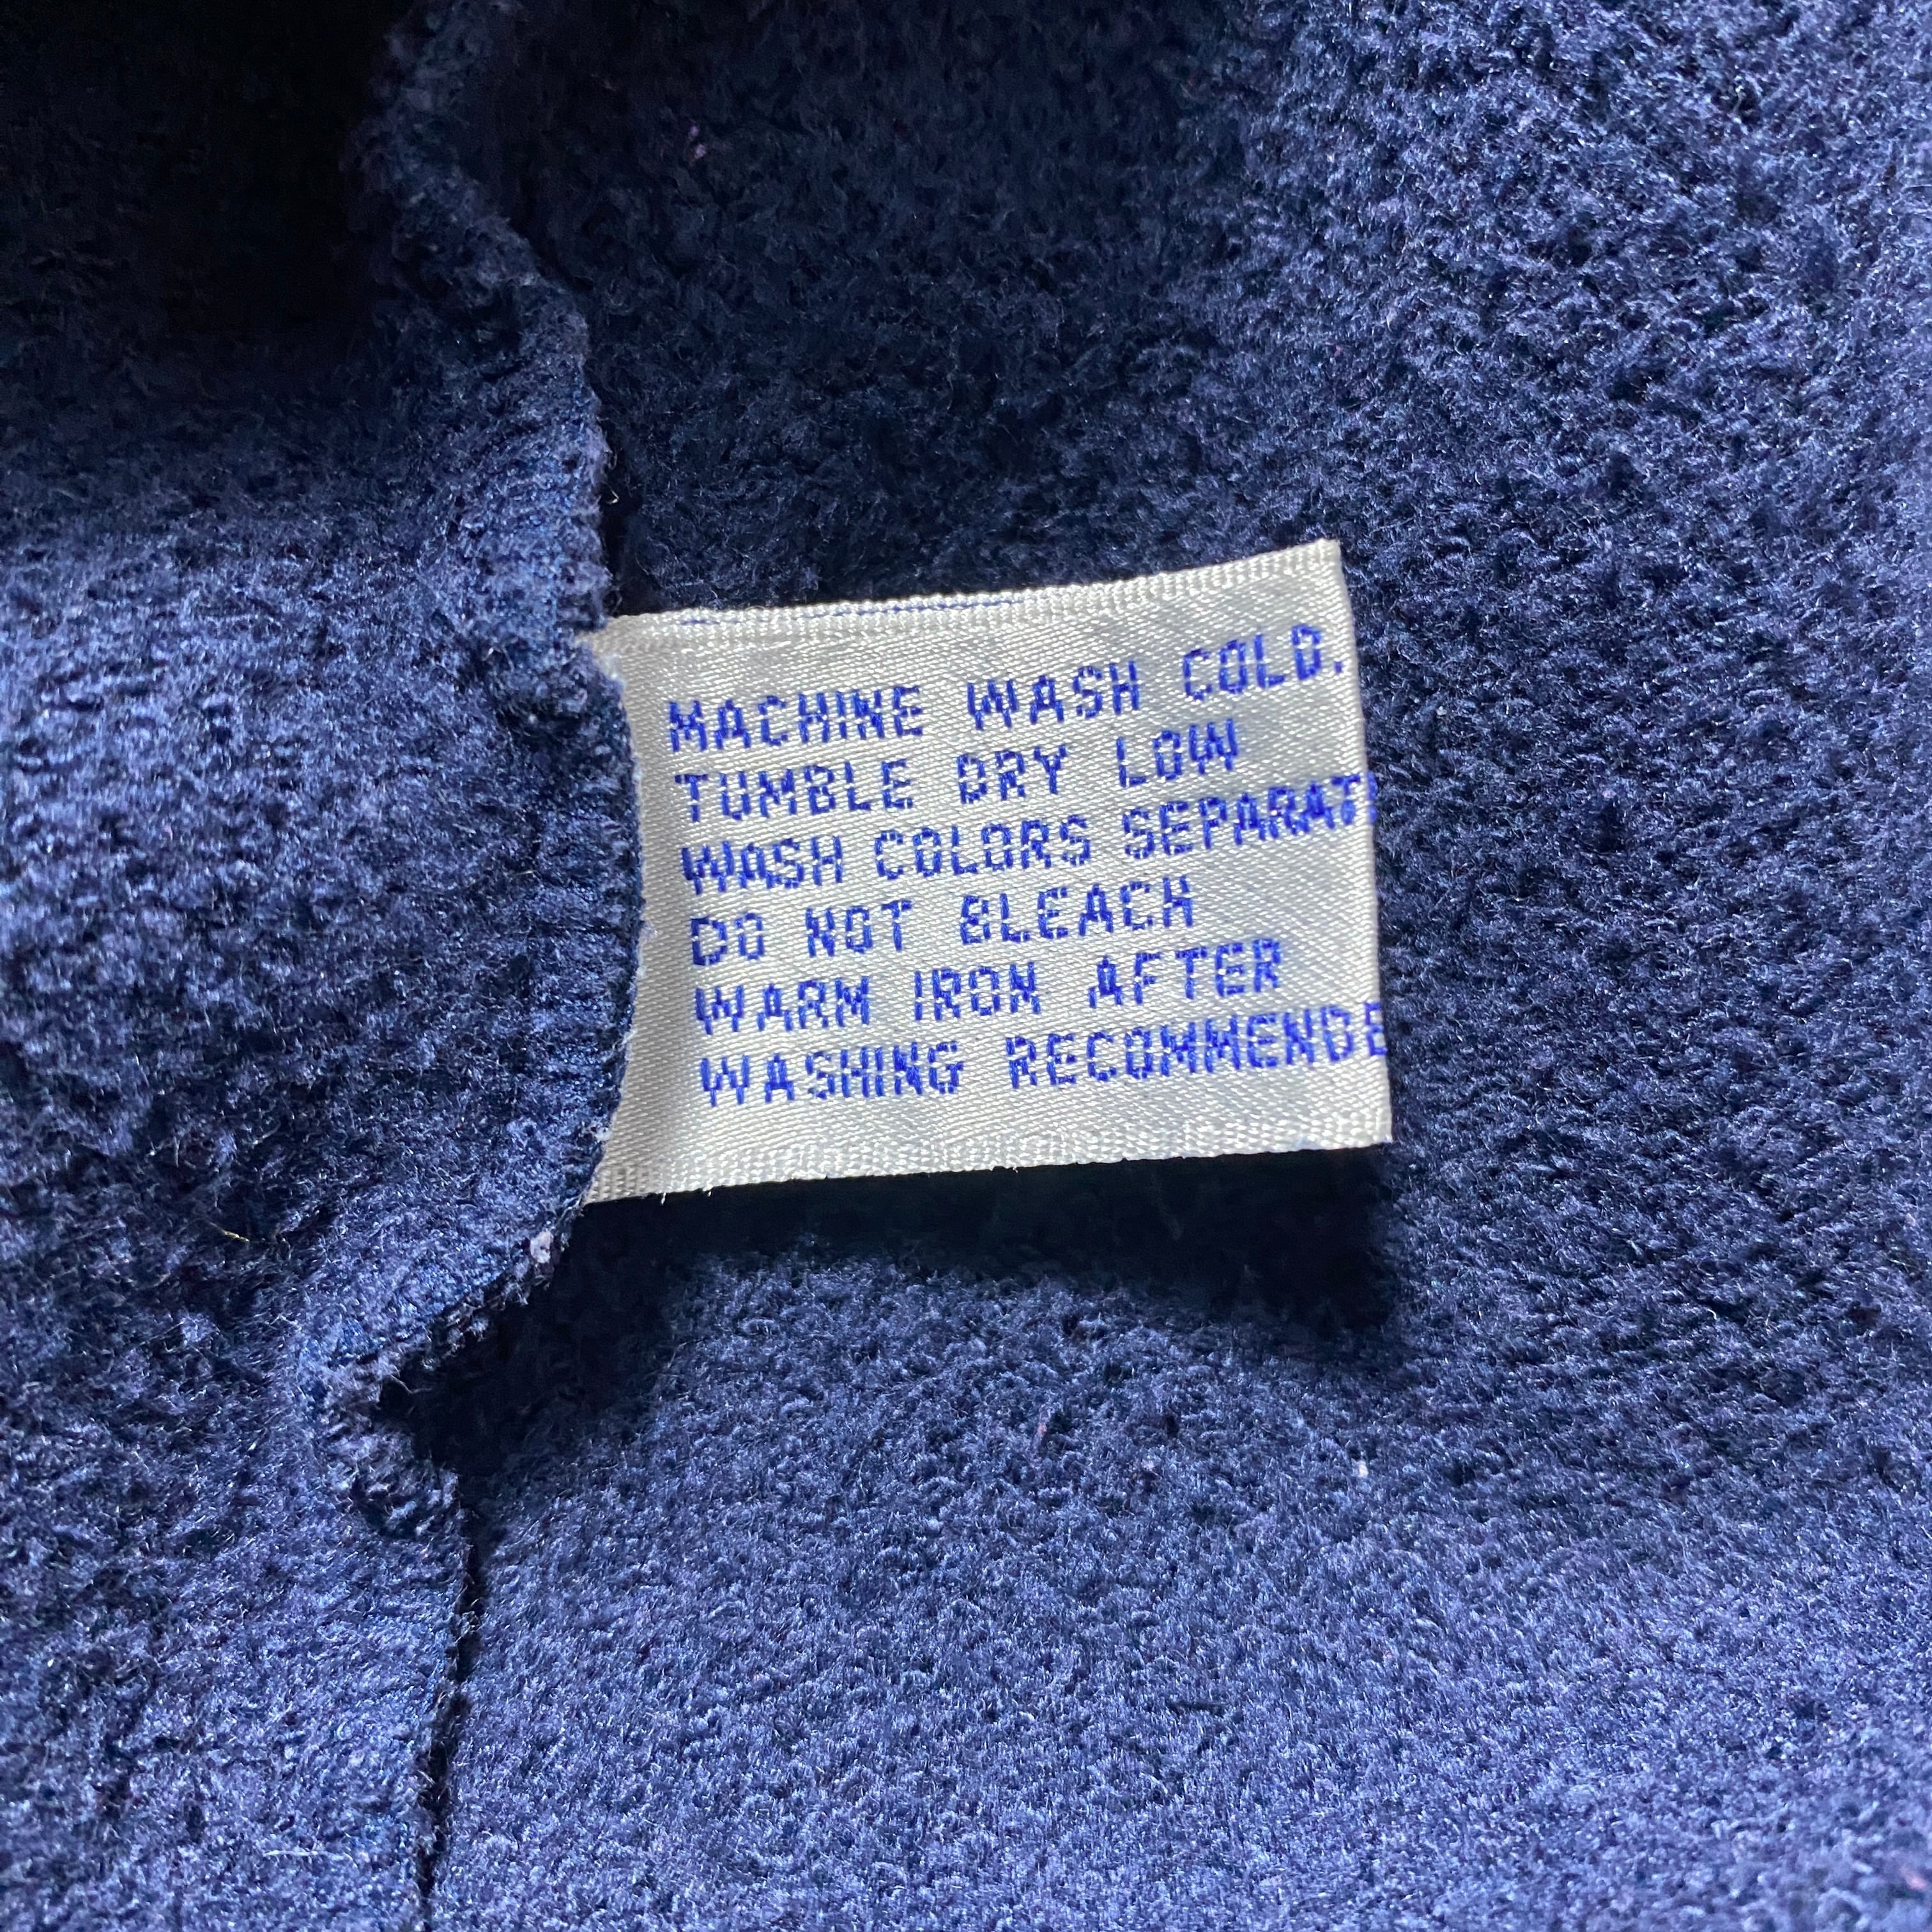 MACHINE WASH COLD.
TUMBLE DRY LOW
WASH COLORS SEPARAT
DO NOT BLEACH
WARM IRON AFTER
WASHING RECOMMENDE